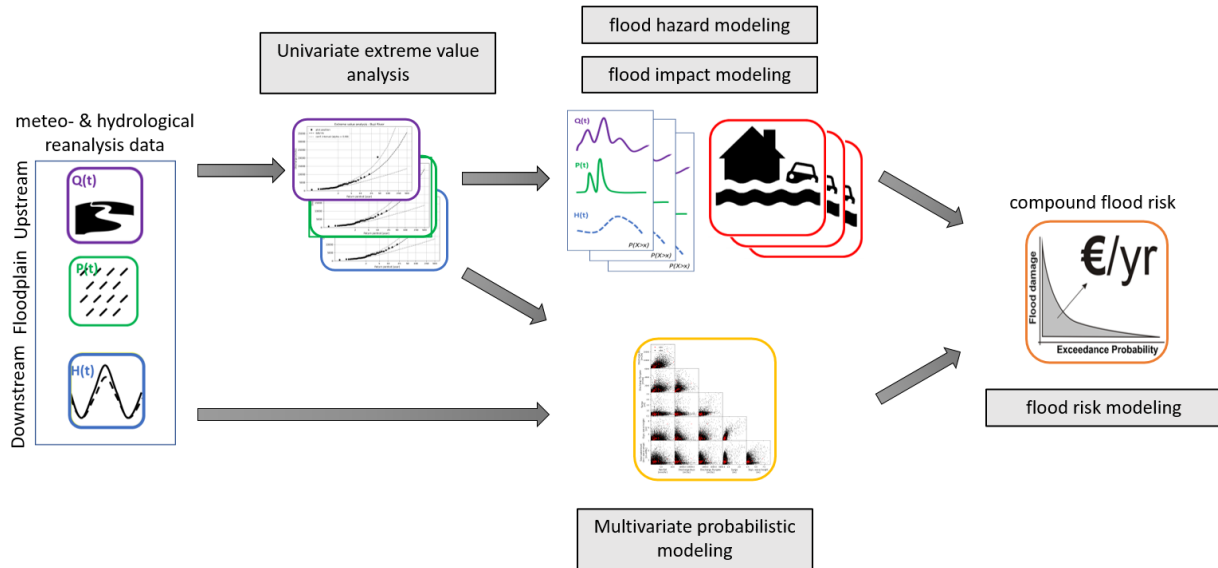 flood hazard modeling
Univariate extreme value
analysis
flood impact modeling
meteo- & hydrological
reanalysis data
Upstream
Q(t)
Floodplain
P(t)
Downstream
H(t)
Q(t)
P(t)
H(t)
P(X>x)
P(X>x)
P(X>x)
compound flood risk
€/yr
Flood damage
Exceedance Probability
flood risk modeling
Multivariate probabilistic
modeling